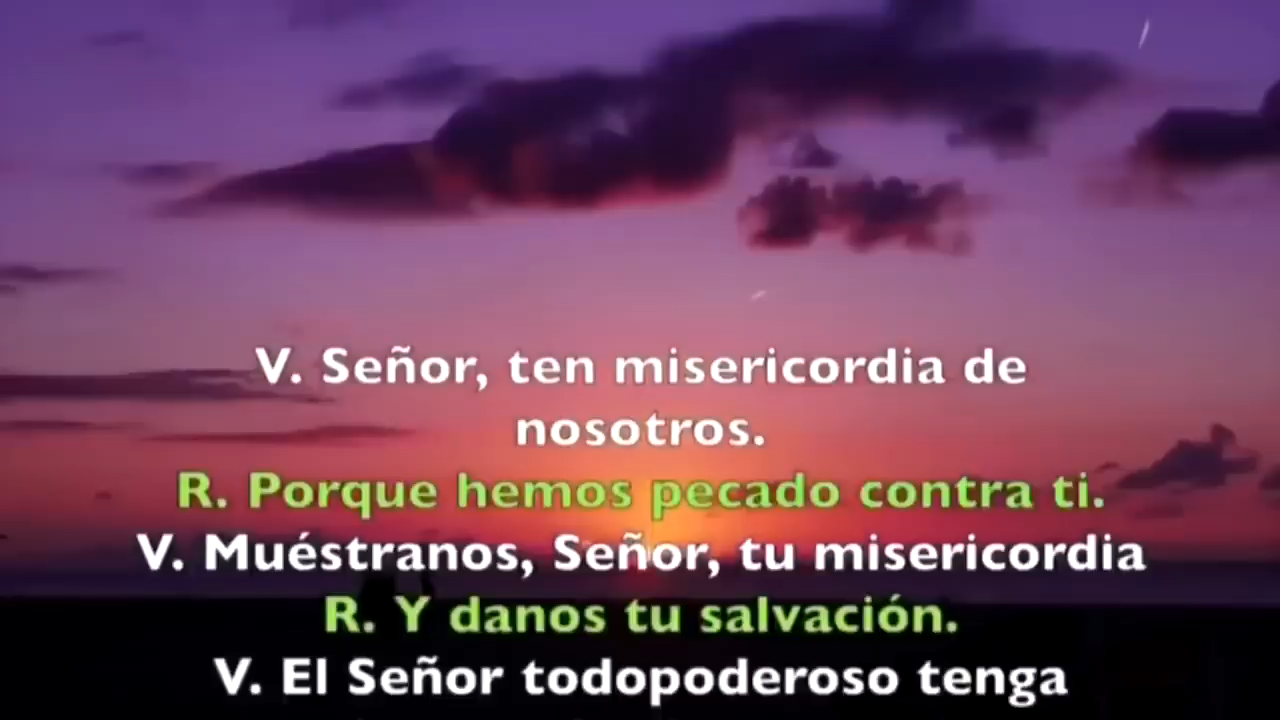 V. Señor, ten misericordia de
nosotros.
R. Porque hemos pecado contra ti.
V. Muéstranos, Señor, tu misericordia
R. Y danos tu salvación.
V. El Señor todopoderoso tenga